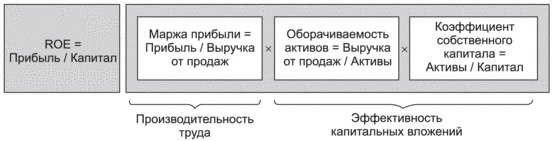 ROE =
Прибыль / Капитал
Маржа прибыли =
Прибыль / Выручка
от продаж
×
Оборачиваемость
активов = Выручка
от продаж / Активы
×
Коэффициент
собственного
капитала =
Активы / Капитал
Производительность
труда
Эффективность
капитальных вложений